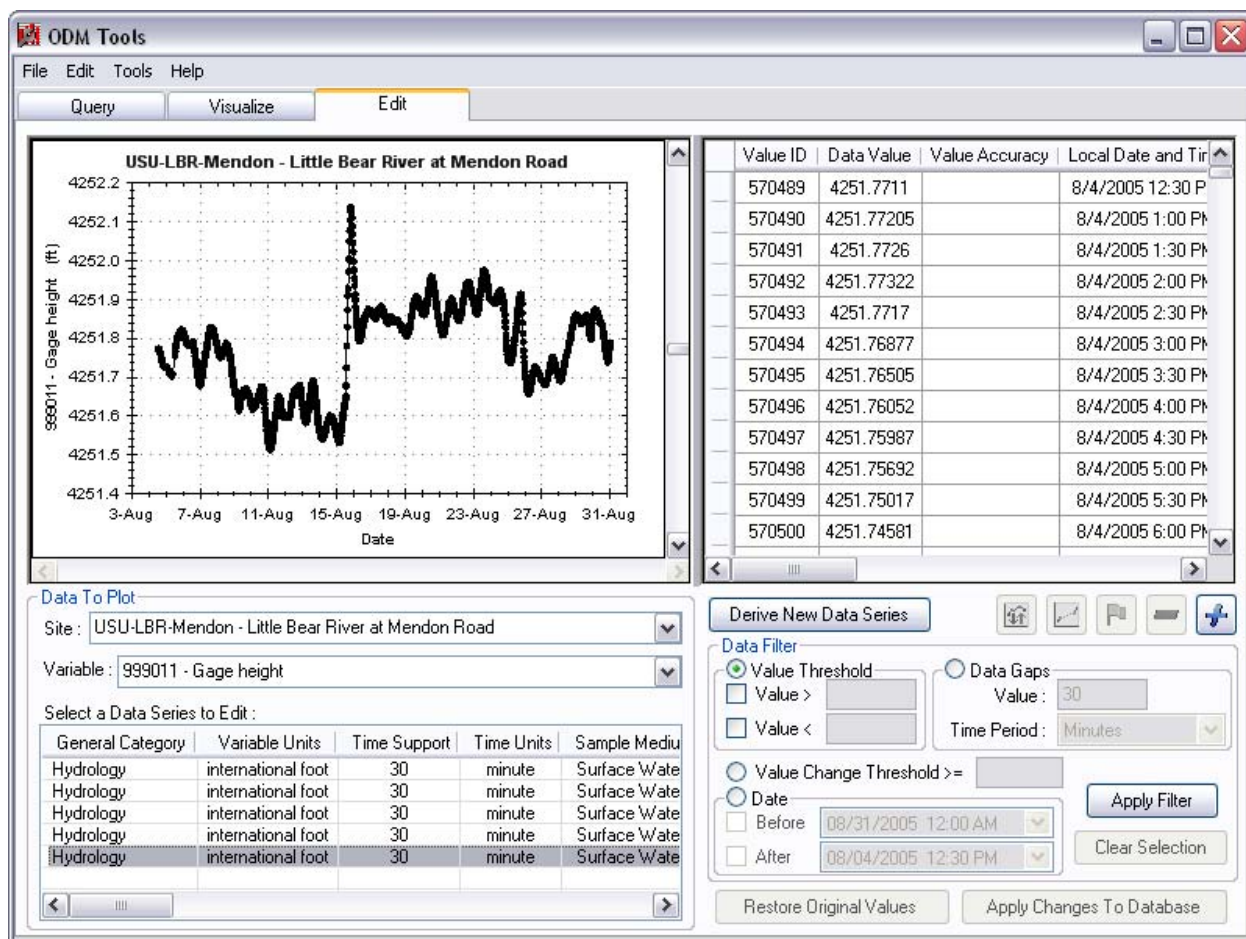 ODM Tools
File Edit Tools Help
Query Visualize Edit
USU-LBR-Mendon - Little Bear River at Mendon Road
999011 - Gage height (ft)
4252.2
4252.1
4252.0
4251.9
4251.8
4251.7
4251.6
4251.5
4251.4
3-Aug 7-Aug 11-Aug 15-Aug 19-Aug 23-Aug 27-Aug 31-Aug
Date
Value ID Data Value Value Accuracy Local Date and Tir
570489 4251.7711 8/4/2005 12:30 P
570490 4251.77205 8/4/2005 1:00 PM
570491 4251.7726 8/4/2005 1:30 PM
570492 4251.77322 8/4/2005 2:00 PM
570493 4251.7717 8/4/2005 2:30 PM
570494 4251.76877 8/4/2005 3:00 PM
570495 4251.76505 8/4/2005 3:30 PM
570496 4251.76052 8/4/2005 4:00 PM
570497 4251.75987 8/4/2005 4:30 PM
570498 4251.75692 8/4/2005 5:00 PM
570499 4251.75017 8/4/2005 5:30 PM
570500 4251.74581 8/4/2005 6:00 PM
Data To Plot
Site : USU-LBR-Mendon - Little Bear River at Mendon Road
Variable : 999011 - Gage height
Select a Data Series to Edit :
General Category Variable Units Time Support Time Units Sample Mediu
Hydrology international foot 30 minute Surface Wate
Hydrology international foot 30 minute Surface Wate
Hydrology international foot 30 minute Surface Wate
Hydrology international foot 30 minute Surface Wate
Hydrology international foot 30 minute Surface Wate
Derive New Data Series
Data Filter
Value Threshold
Value >
Value <
Data Gaps
Value : 30
Time Period : Minutes
Value Change Threshold >=
Date
Before 08/31/2005 12:00 AM
After 08/04/2005 12:30 PM
Apply Filter
Clear Selection
Restore Original Values Apply Changes To Database